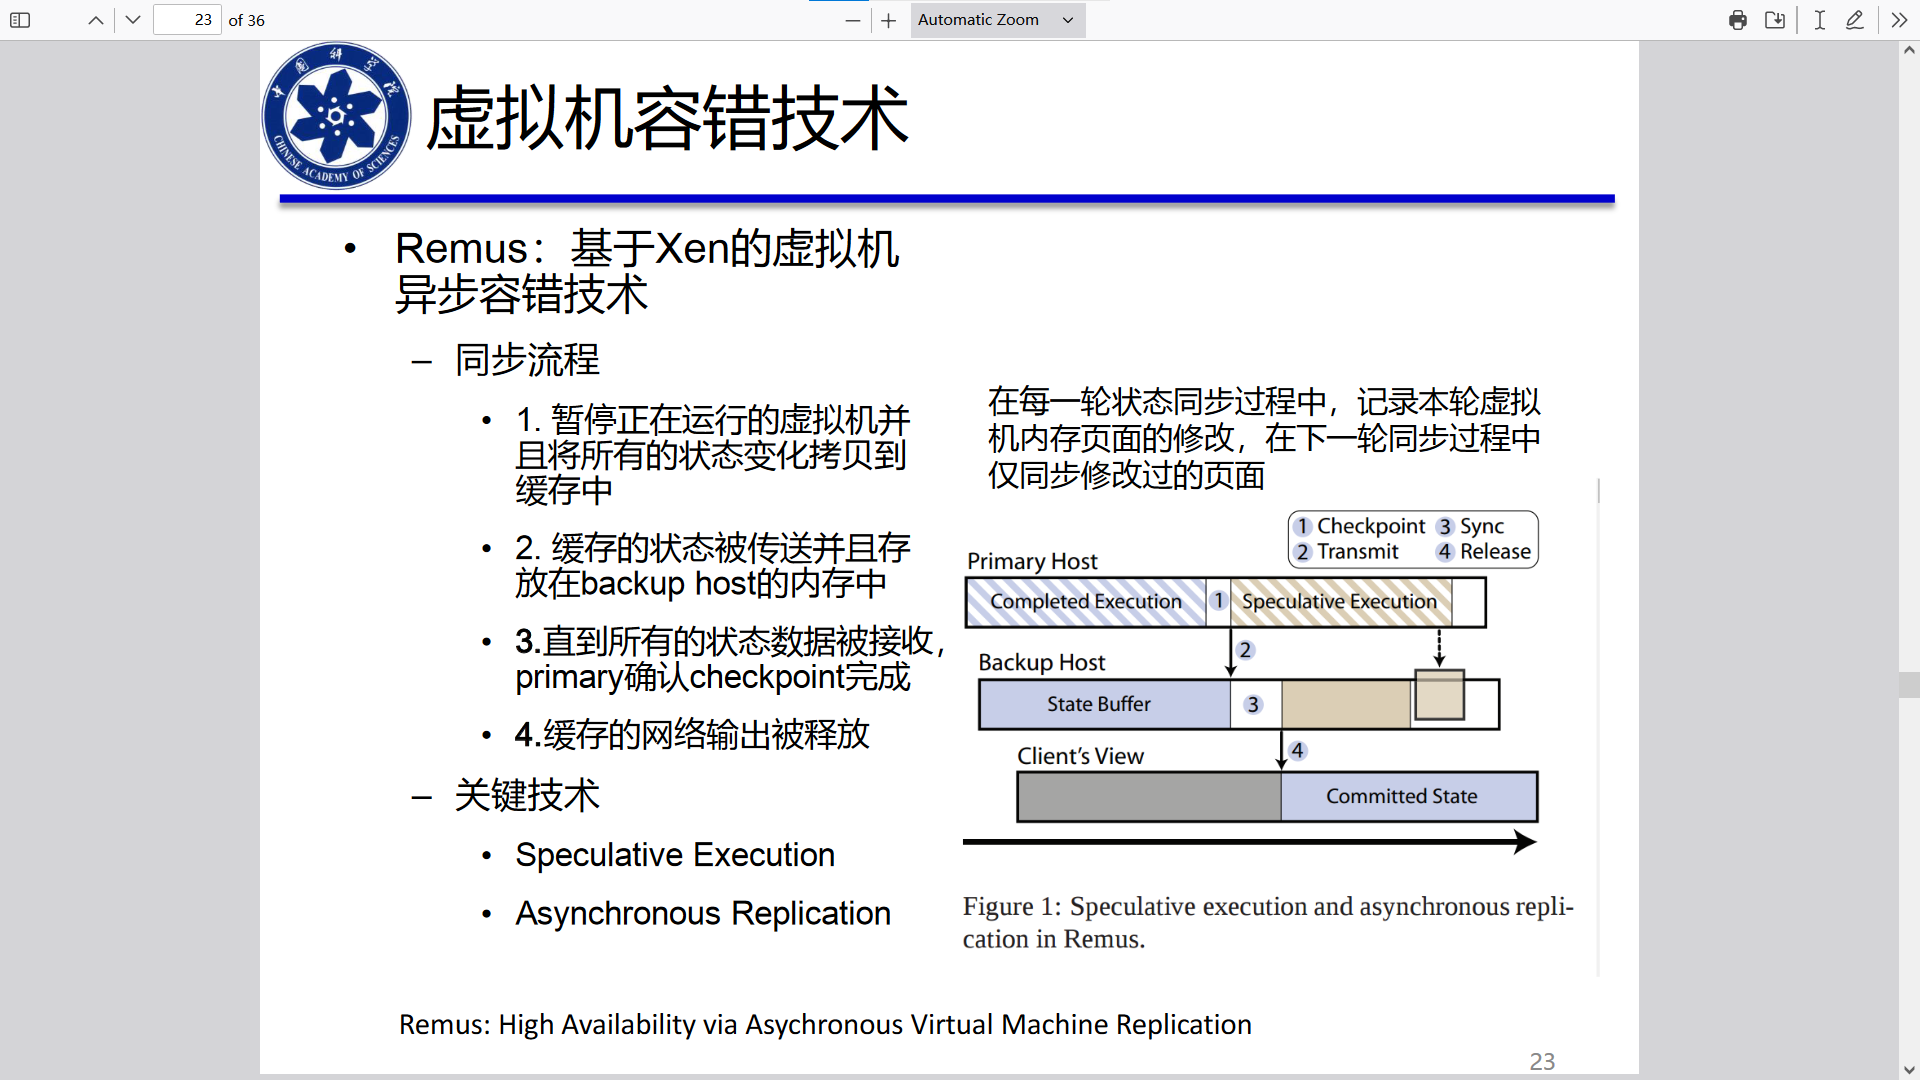 23 of 36
Automatic Zoom
中国科学院
CHINESE ACADEMY OF SCIENCES
虚拟机容错技术
• Remus：基于Xen的虚拟机
异步容错技术
– 同步流程
• 1. 暂停正在运行的虚拟机并
且将所有的状态变化拷贝到
缓存中
• 2. 缓存的状态被传送并且存
放在backup host的内存中
• 3.直到所有的状态数据被接收，
primary确认checkpoint完成
• 4.缓存的网络输出被释放
– 关键技术
• Speculative Execution
• Asynchronous Replication
在每一轮状态同步过程中，记录本轮虚拟
机内存页面的修改，在下一轮同步过程中
仅同步修改过的页面
1 Checkpoint 3 Sync
2 Transmit 4 Release
Primary Host
Completed Execution 1 Speculative Execution
2
Backup Host
State Buffer 3
4
Client’s View
Committed State
Figure 1: Speculative execution and asynchronous repli-
cation in Remus.
Remus: High Availability via Asychronous Virtual Machine Replication
23